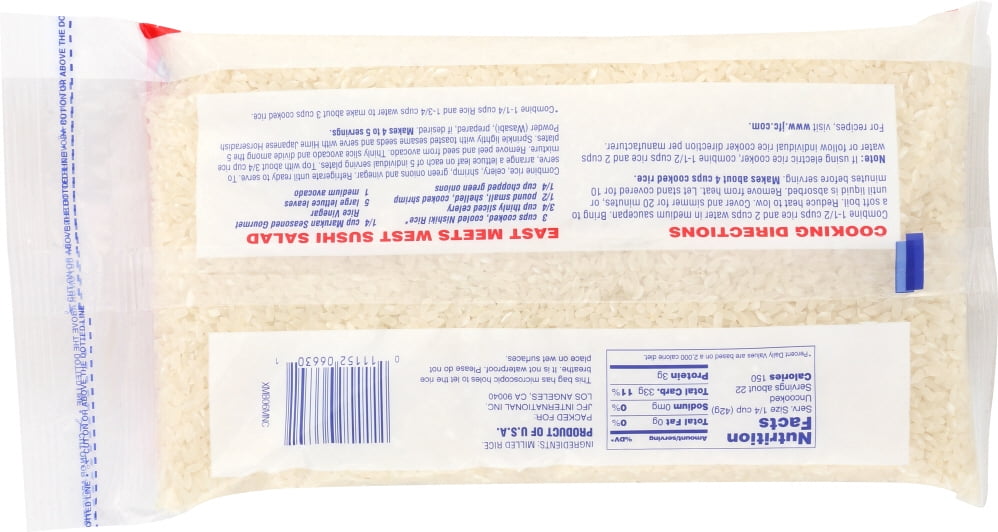 COOKING DIRECTIONS
Combine 1-1/2 cups rice and 2 cups water in medium saucepan. Bring to
a soft boil. Reduce heat to low. Cover and simmer for 20 minutes, or
until liquid is absorbed. Remove from heat. Let stand covered for 10
minutes before serving. Makes about 4 cups cooked rice.
Note: If using electric rice cooker, combine 1-1/2 cups rice and 2 cups
water or follow individual rice cooker direction per manufacturer.
For recipes, visit www.jfc.com.
EAST MEETS WEST SUSHI SALAD
3 cups cooked, cooled Nishiki Rice*
3/4 cup thinly sliced celery
1/2 pound small, shelled, cooked shrimp
1/4 cup chopped green onions
1/4 cup Marukan Seasoned Gourmet
Rice Vinegar
5 large lettuce leaves
1 medium avocado
Combine rice, celery, shrimp, green onions and vinegar. Refrigerate until ready to serve. To
serve, arrange a lettuce leaf on each of 5 individual serving plates. Top with about 3/4 cup rice
mixture. Remove peel and seed from avocado. Thinly slice avocado and divide among the 5
plates. Sprinkle lightly with toasted sesame seeds and serve with Hime Japanese Horseradish
Powder (Wasabi), prepared, if desired. Makes 4 to 5 servings.
*Combine 1-1/4 cups Rice and 1-3/4 cups water to make about 3 cups rice cooked.
Nutrition
Facts
Serv. Size 1/4 cup (42g)
Uncooked
Servings about 22
Calories 150
Amount/serving %DV*
Total Fat 0g 0%
Sodium 0mg 0%
Total Carb. 33g 11%
Protein 3g
*Percent Daily Values are based on a 2,000 calorie diet.
INGREDIENTS: MILLED RICE
PRODUCT OF U.S.A.
PACKED FOR:
JFC INTERNATIONAL INC.
LOS ANGELES, CA 90040
This bag has microscopic holes to let the rice
breathe. It is not waterproof. Please do not
place on wet surfaces.
0 11152 06630 1
CUT ON OR ABOVE THE DOTTED LINE